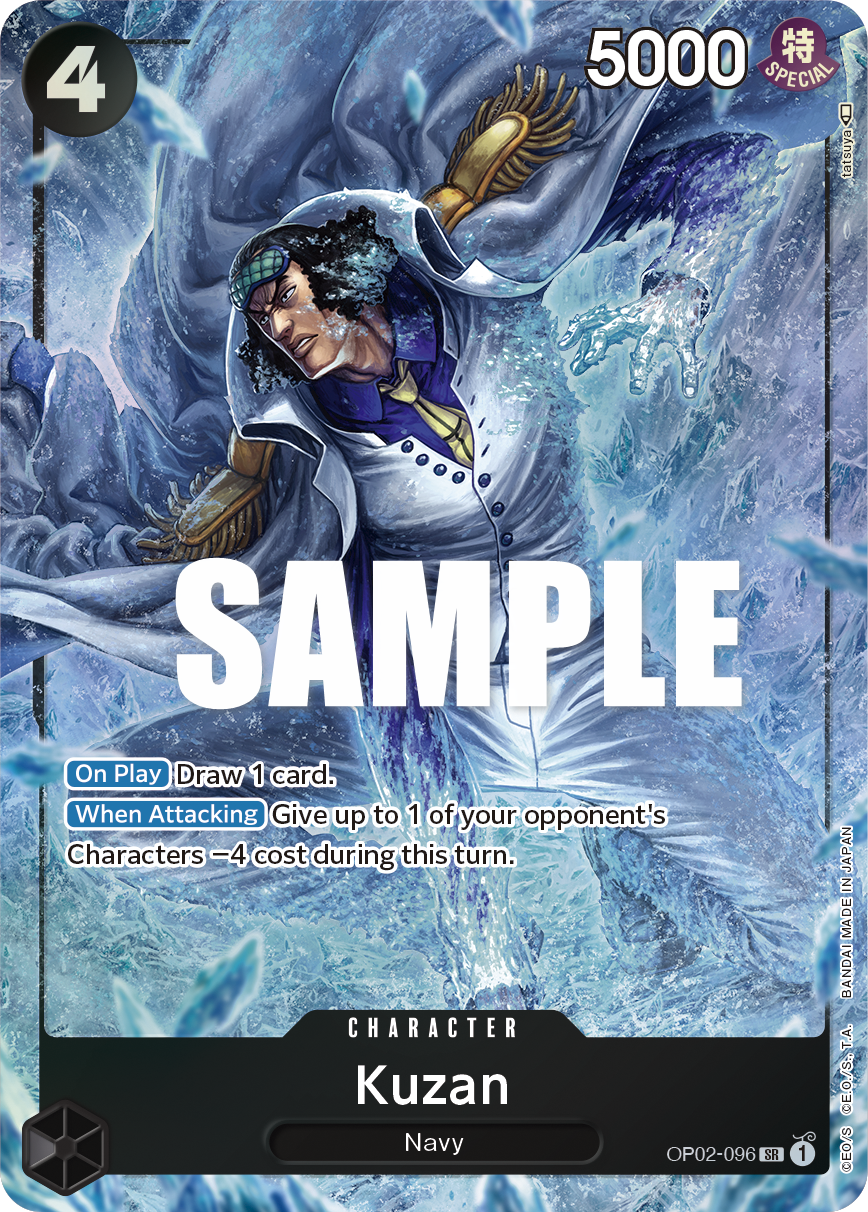 4
5000
特
SPECIAL
tatsuya
SAMPLE
On Play Draw 1 card.
When Attacking Give up to 1 of your opponent's
Characters −4 cost during this turn.
CHARACTER
Kuzan
Navy
OP02-096 SR 1
©EO/S ©E.O./S., T.A. BANDAI MADE IN JAPAN